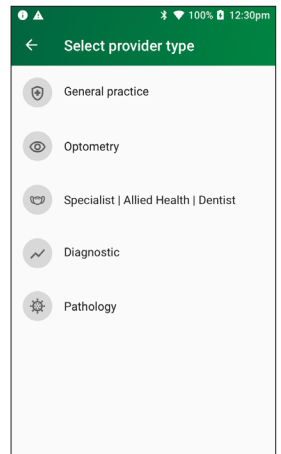 100% 12:30pm
Select provider type
General practice
Optometry
Specialist | Allied Health | Dentist
Diagnostic
Pathology